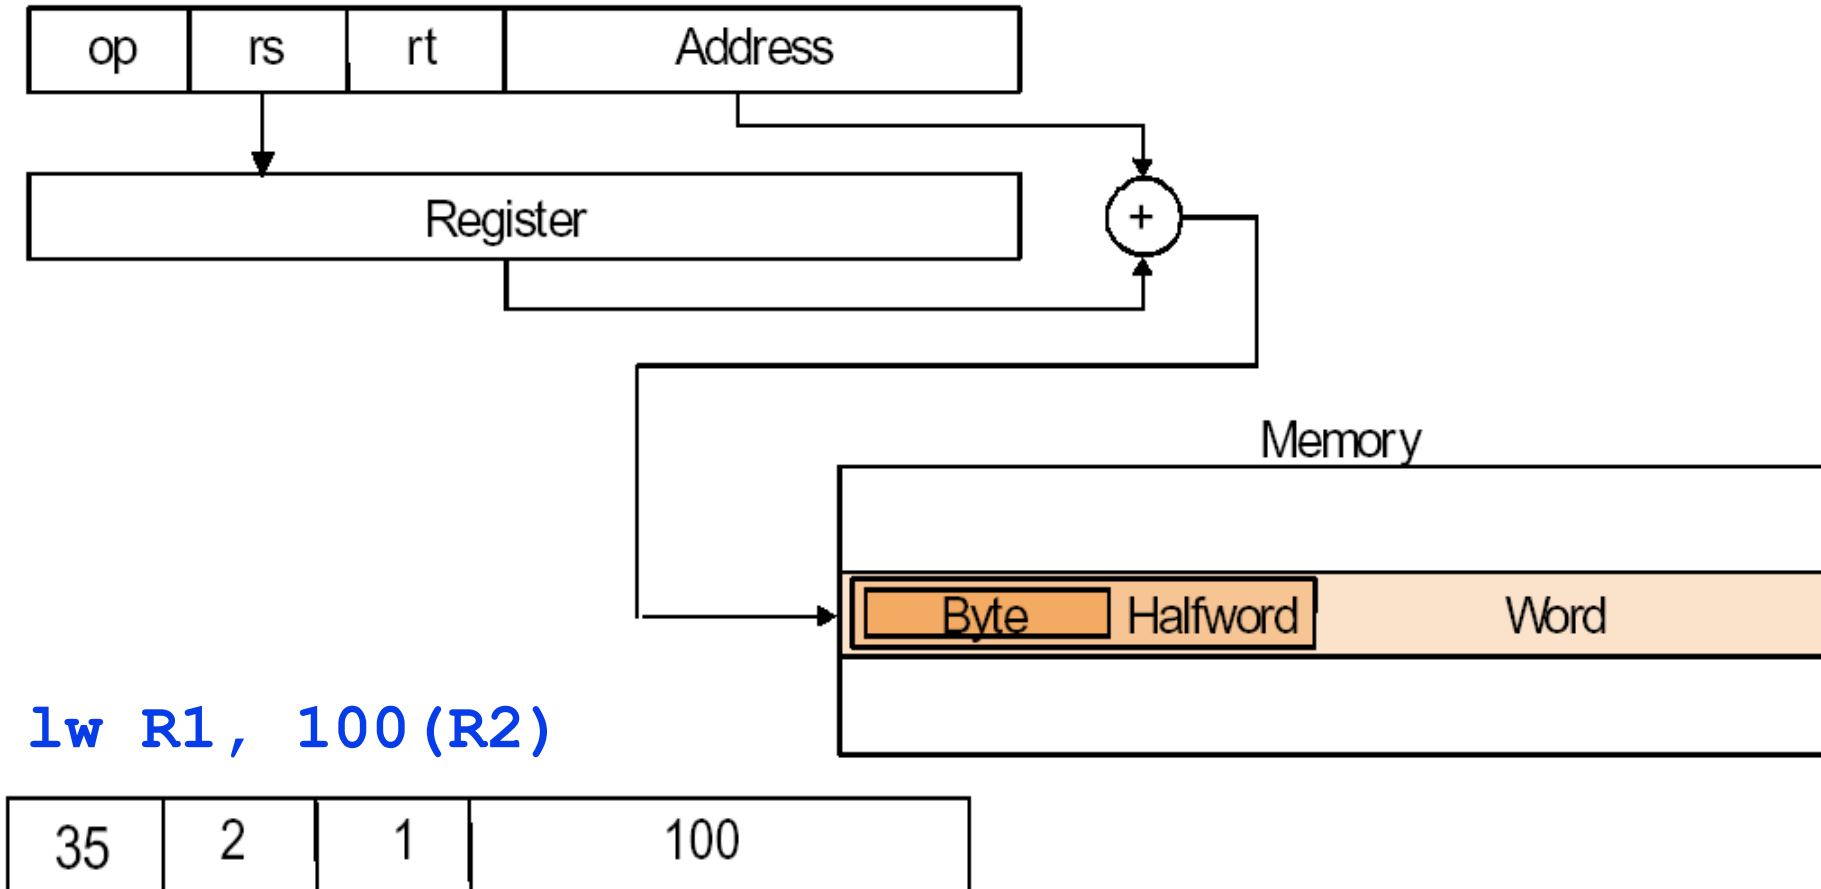 op rs rt Address
Register
+
Memory
Byte Halfword Word
lw R1, 100(R2)
35 2 1 100